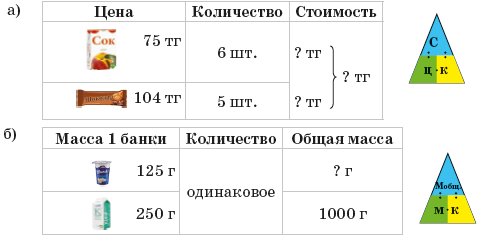 а)
Цена Количество Стоимость
Сок 75 тг 6 шт. ? тг
? тг
104 тг 5 шт. ? тг
С
:  :
ц · к
б)
Масса 1 банки Количество Общая масса
125 г одинаковое ? г
250 г 1000 г
Мобщ.
:  :
м · к